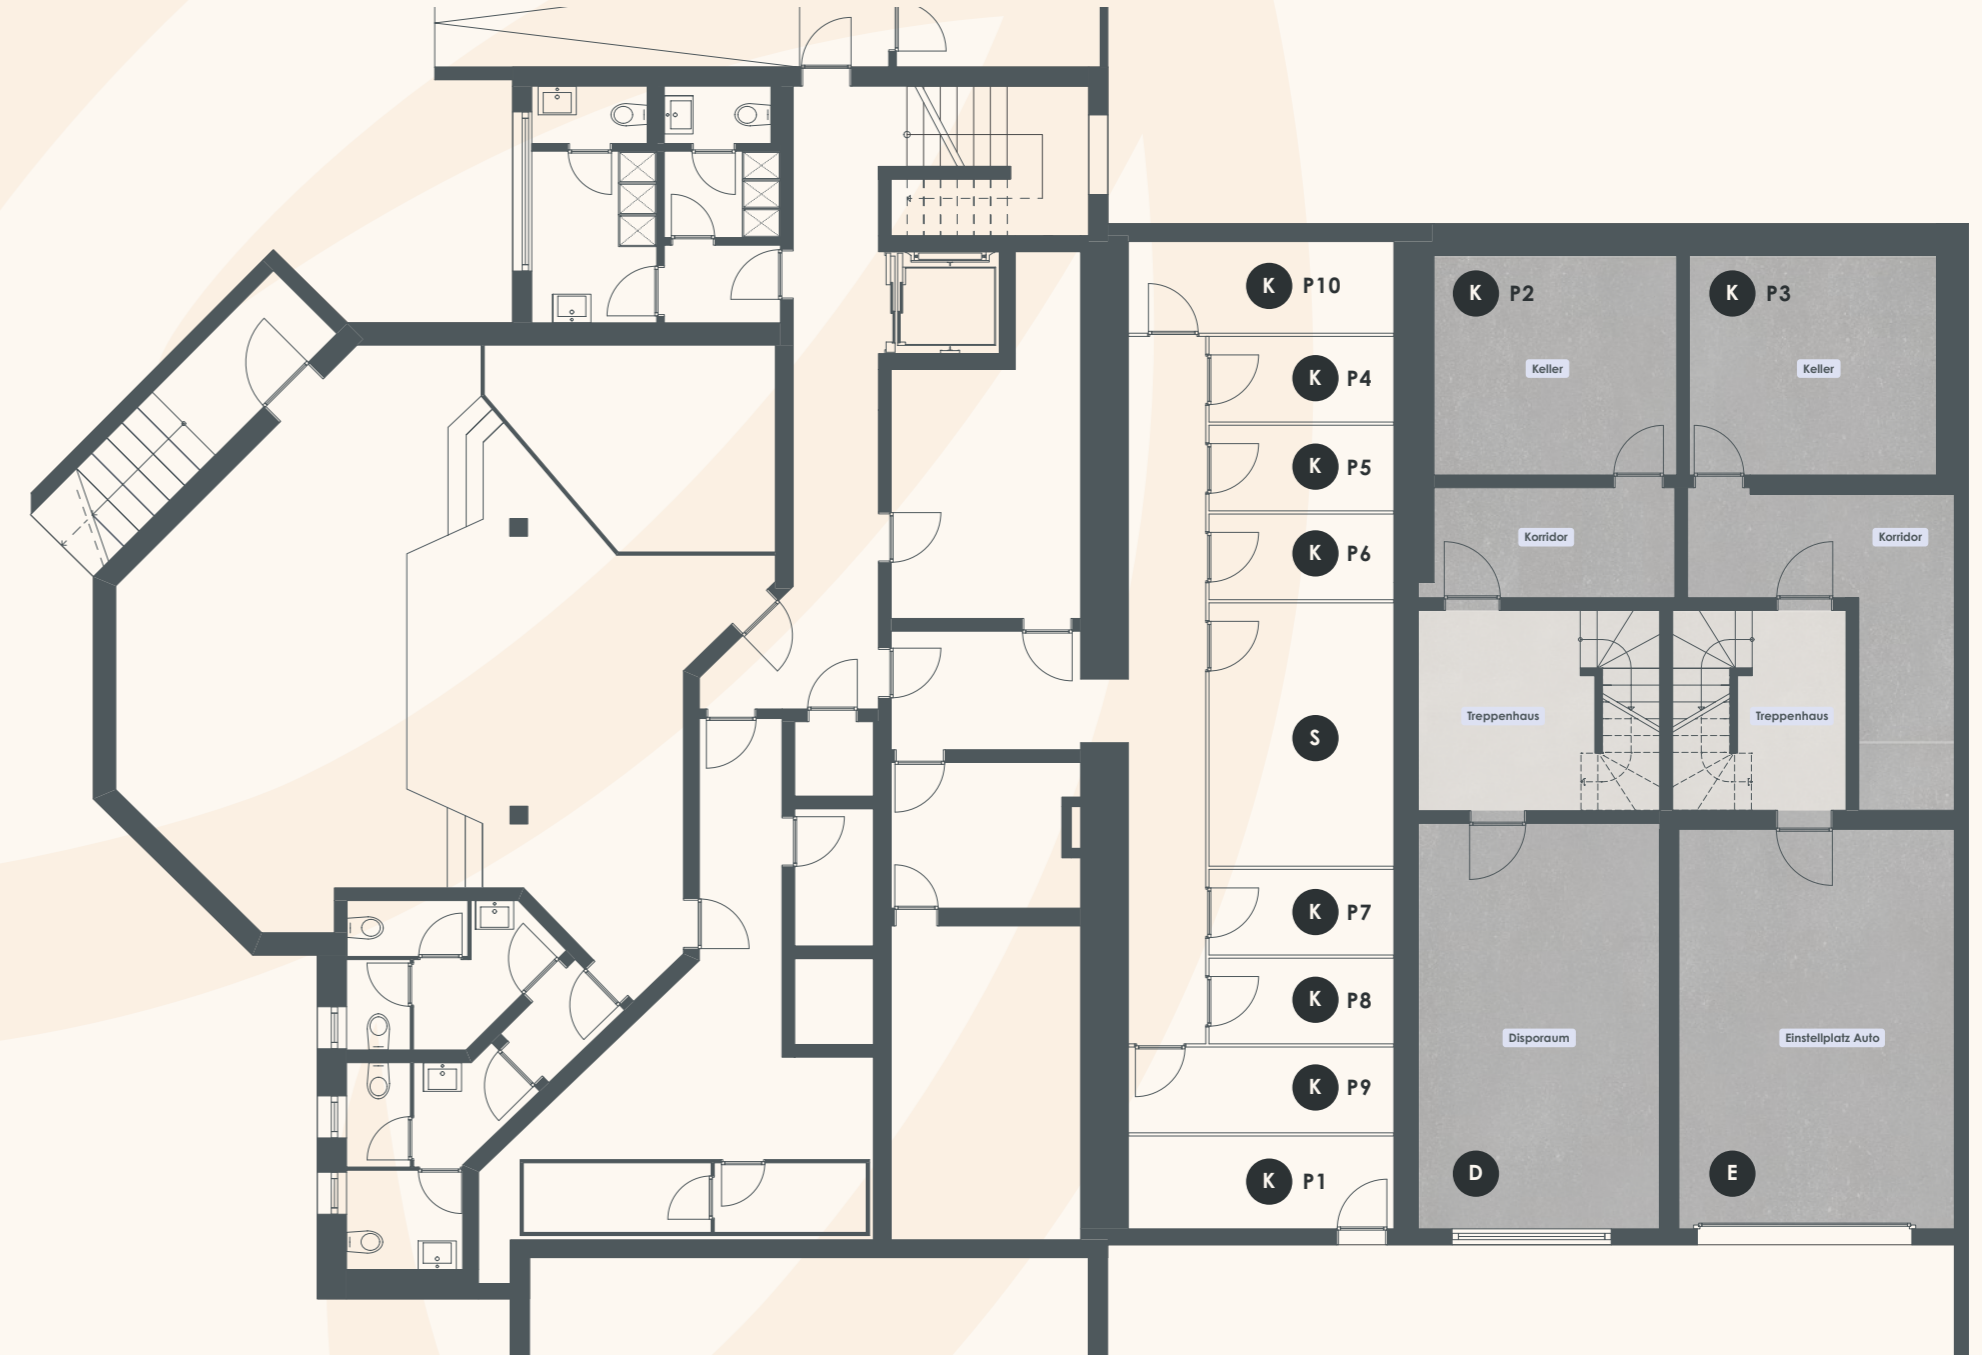 K P10
K P2
K P3
Keller
Keller
K P4
K P5
K P6
Korridor
Korridor
S
Treppenhaus
Treppenhaus
K P7
K P8
Disporaum
Einstellplatz Auto
K P9
K P1
D
E